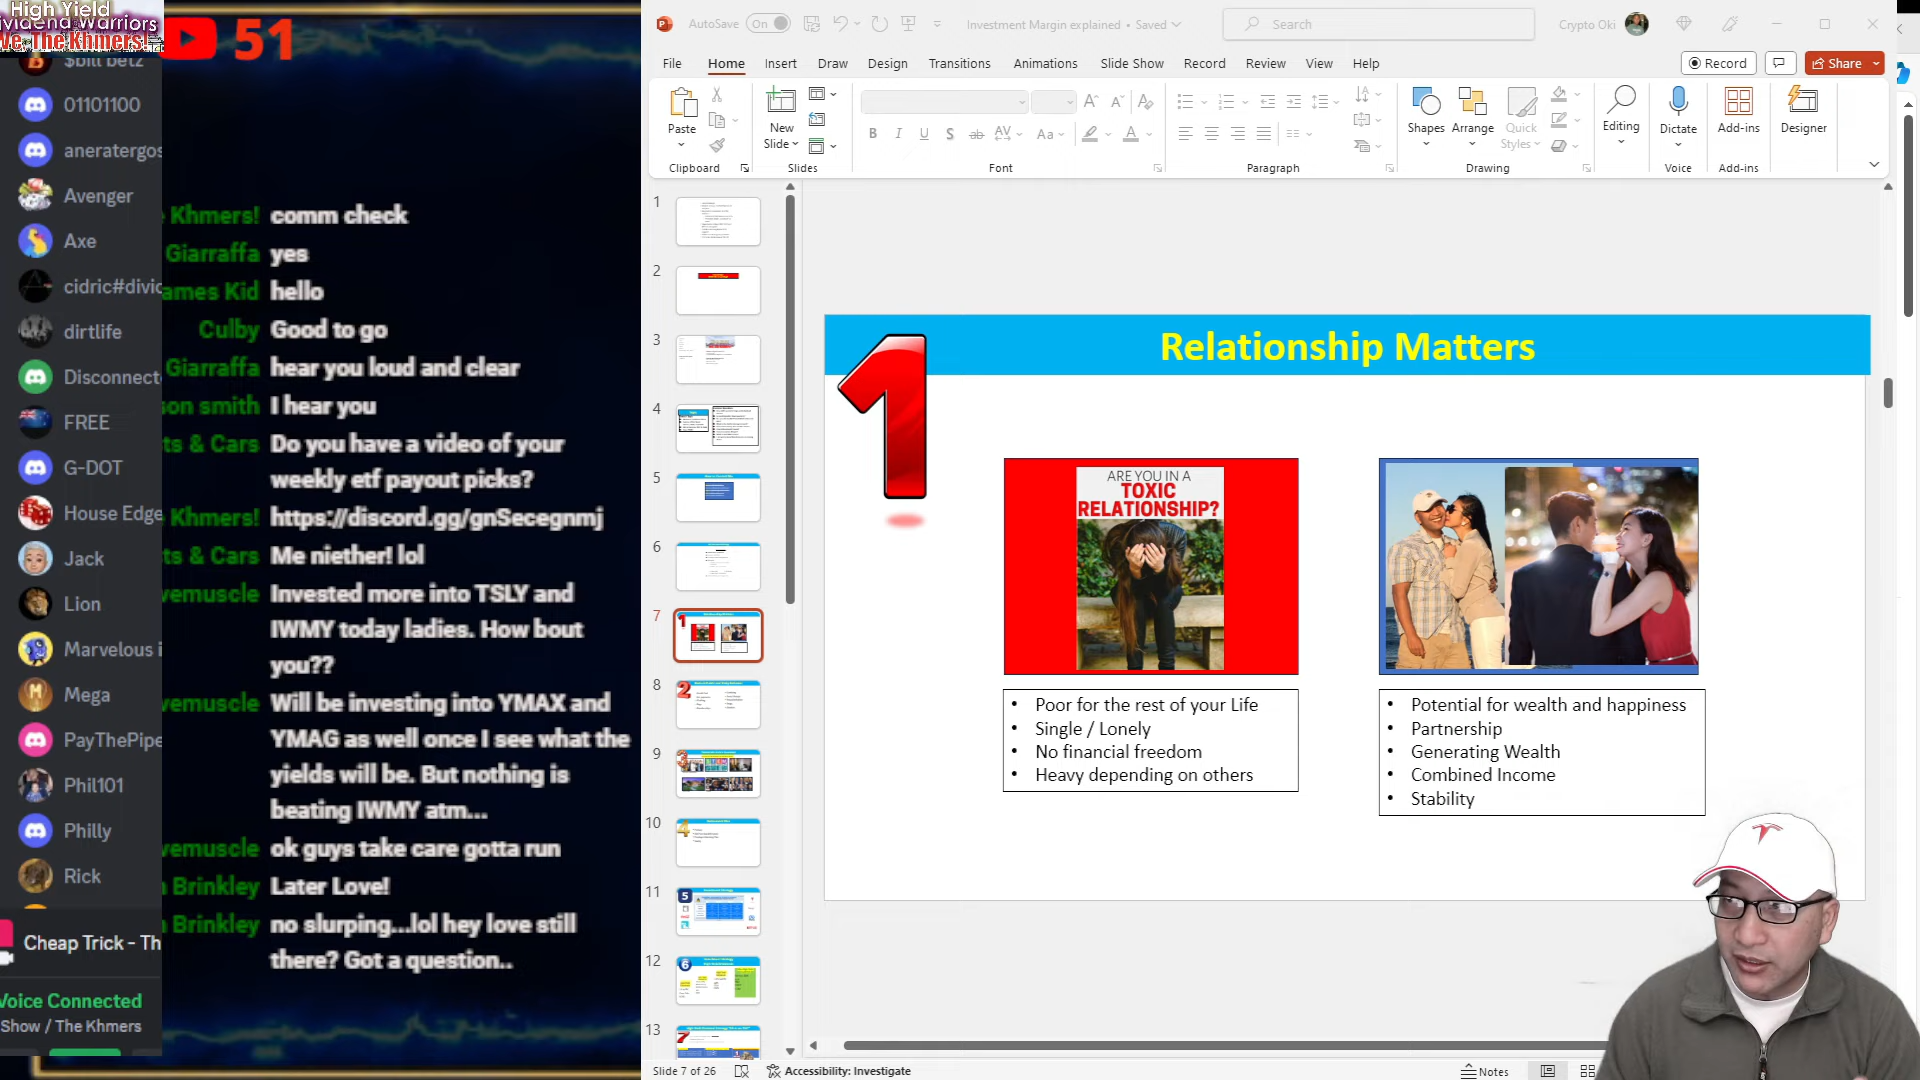 High Yield
Dividend Warriors
We, The Khmers!
51
$bill betz
01101100
aneratergos
Avenger
Axe
cidric#divic
dirtlife
Disconnect
FREE
G-DOT
House Edge
Jack
Lion
Marvelous i
Mega
PayThePipe
Phil101
Philly
Rick
Cheap Trick - Th
Voice Connected
Show / The Khmers
Khmers! comm check
Giarraffa yes
ames Kid hello
Culby Good to go
Giarraffa hear you loud and clear
son smith I hear you
ts & Cars Do you have a video of your
weekly etf payout picks?
Khmers! https://discord.gg/gnSecegnmj
ts & Cars Me niether! lol
vemuscle Invested more into TSLY and
IWMY today ladies. How bout
you??
vemuscle Will be investing into YMAX and
YMAG as well once I see what the
yields will be. But nothing is
beating IWMY atm...
vemuscle ok guys take care gotta run
Brinkley Later Love!
Brinkley no slurping...lol hey love still
there? Got a question..
AutoSave On
Investment Margin explained • Saved
Search
Crypto Oki
File Home Insert Draw Design Transitions Animations Slide Show Record Review View Help
Record
Share
Paste
New
Slide
Shapes
Arrange
Quick
Styles
Editing
Dictate
Add-ins
Designer
Clipboard
Slides
Font
Paragraph
Drawing
Voice
Add-ins
1
2
3
4
5
6
7
8
9
10
11
12
13
1
Relationship Matters
ARE YOU IN A
TOXIC
RELATIONSHIP?
• Poor for the rest of your Life
• Single / Lonely
• No financial freedom
• Heavy depending on others
• Potential for wealth and happiness
• Partnership
• Generating Wealth
• Combined Income
• Stability
Slide 7 of 26
Accessibility: Investigate
Notes